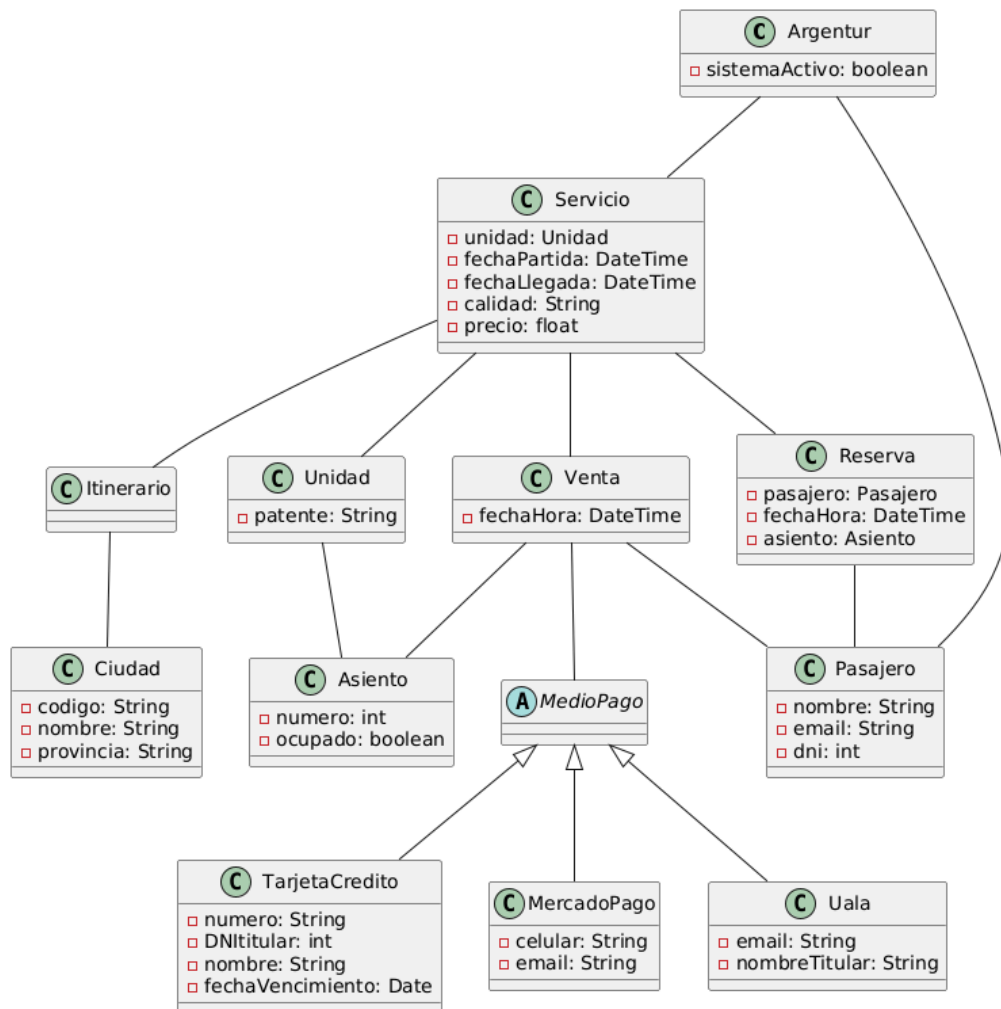 C Argentur
sistemaActivo: boolean
C Servicio
unidad: Unidad
fechaPartida: DateTime
fechaLlegada: DateTime
calidad: String
precio: float
C Itinerario
C Unidad
patente: String
C Venta
fechaHora: DateTime
C Reserva
pasajero: Pasajero
fechaHora: DateTime
asiento: Asiento
C Ciudad
codigo: String
nombre: String
provincia: String
C Asiento
numero: int
ocupado: boolean
A MedioPago
C Pasajero
nombre: String
email: String
dni: int
C TarjetaCredito
numero: String
DNItitular: int
nombre: String
fechaVencimiento: Date
C MercadoPago
celular: String
email: String
C Uala
email: String
nombreTitular: String